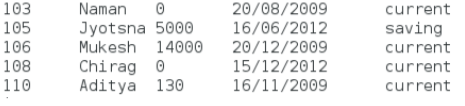 103 Naman 0 20/08/2009 current
105 Jyotsna 5000 16/06/2012 saving
106 Mukesh 14000 20/12/2009 current
108 Chirag 0 15/12/2012 current
110 Aditya 130 16/11/2009 current